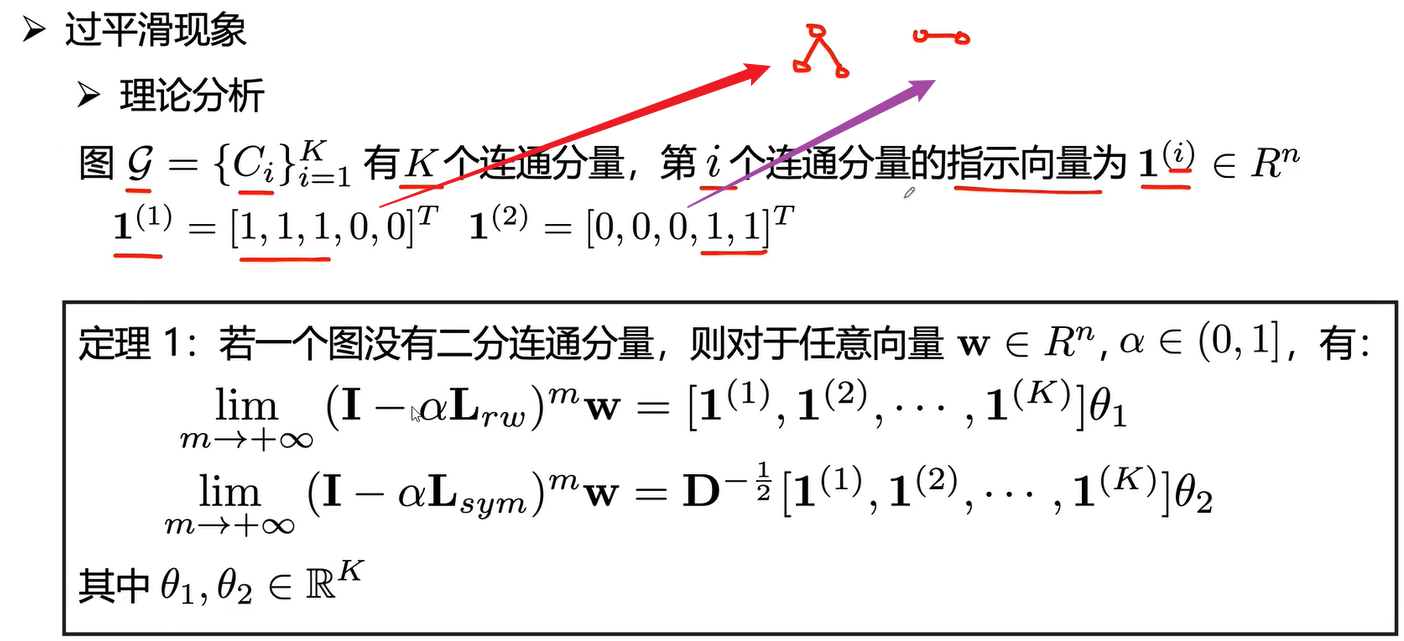 ➢ 过平滑现象
➢ 理论分析
图 $\mathcal{G} = \{C_i\}_{i=1}^{K}$ 有 $K$ 个连通分量，第 $i$ 个连通分量的指示向量为 $\mathbf{1}^{(i)} \in R^n$
$\mathbf{1}^{(1)} = [1,1,1,0,0]^T$ $\mathbf{1}^{(2)} = [0,0,0,1,1]^T$
定理 1：若一个图没有二分连通分量，则对于任意向量 $\mathbf{w} \in R^n, \alpha \in (0,1]$，有：
$\lim_{m \to +\infty} (\mathbf{I} - \alpha \mathbf{L}_{rw})^m \mathbf{w} = [\mathbf{1}^{(1)}, \mathbf{1}^{(2)}, \cdots, \mathbf{1}^{(K)}]\theta_1$
$\lim_{m \to +\infty} (\mathbf{I} - \alpha \mathbf{L}_{sym})^m \mathbf{w} = \mathbf{D}^{-\frac{1}{2}}[\mathbf{1}^{(1)}, \mathbf{1}^{(2)}, \cdots, \mathbf{1}^{(K)}]\theta_2$
其中 $\theta_1, \theta_2 \in \mathbb{R}^K$